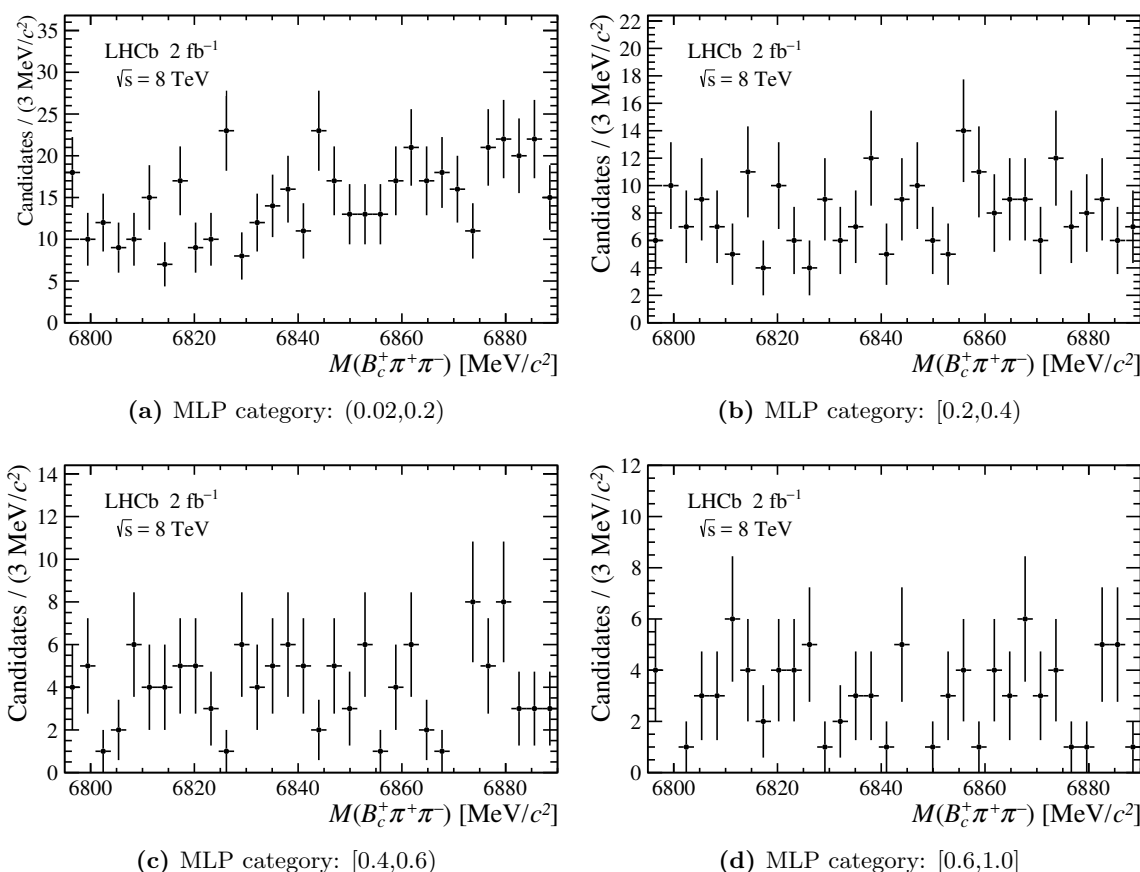 Candidates / (3 MeV/c²)
LHCb 2 fb⁻¹
√s = 8 TeV
35
30
25
20
15
10
5
0
6800 6820 6840 6860 6880
M(B_c⁺π⁺π⁻) [MeV/c²]
(a) MLP category: (0.02,0.2)
Candidates / (3 MeV/c²)
LHCb 2 fb⁻¹
√s = 8 TeV
22
20
18
16
14
12
10
8
6
4
2
0
6800 6820 6840 6860 6880
M(B_c⁺π⁺π⁻) [MeV/c²]
(b) MLP category: [0.2,0.4)
Candidates / (3 MeV/c²)
LHCb 2 fb⁻¹
√s = 8 TeV
14
12
10
8
6
4
2
0
6800 6820 6840 6860 6880
M(B_c⁺π⁺π⁻) [MeV/c²]
(c) MLP category: [0.4,0.6)
Candidates / (3 MeV/c²)
LHCb 2 fb⁻¹
√s = 8 TeV
12
10
8
6
4
2
0
6800 6820 6840 6860 6880
M(B_c⁺π⁺π⁻) [MeV/c²]
(d) MLP category: [0.6,1.0]